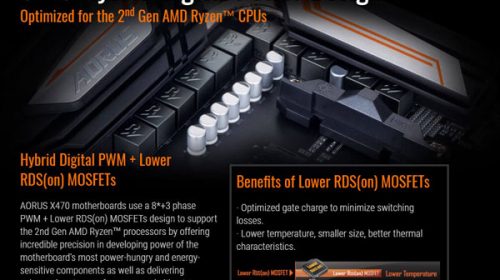 Optimized for the 2nd Gen AMD Ryzen™ CPUs
AORUS
Hybrid Digital PWM + Lower
RDS(on) MOSFETs
AORUS X470 motherboards use a 8*+3 phase
PWM + Lower RDS(on) MOSFETs design to support
the 2nd Gen AMD Ryzen™ processors by offering
incredible precision in developing power of the
motherboard's most power-hungry and energy-
sensitive components as well as delivering
Benefits of Lower RDS(on) MOSFETs
· Optimized gate charge to minimize switching
losses.
· Lower temperature, smaller size, better thermal
characteristics.
Lower Rds(on) MOSFET
Lower Rds(on) MOSFET
Lower Temperature